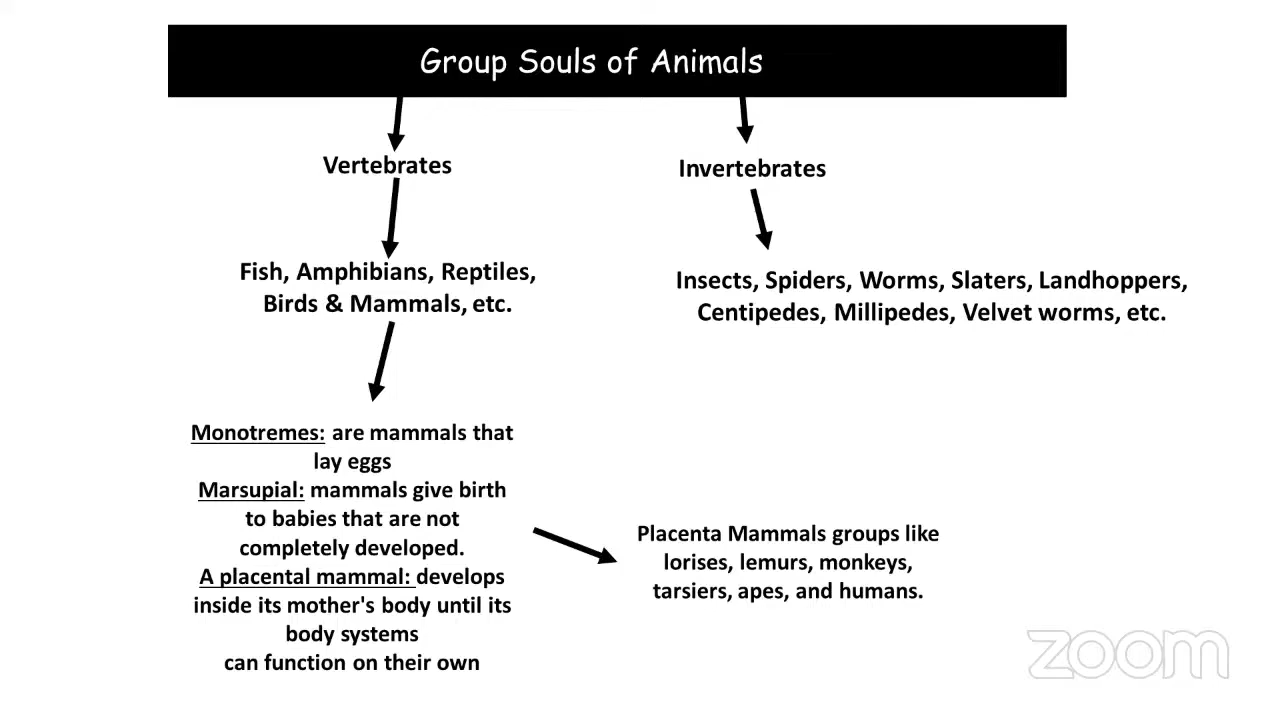 Group Souls of Animals
Vertebrates
Invertebrates
Fish, Amphibians, Reptiles,
Birds & Mammals, etc.
Insects, Spiders, Worms, Slaters, Landhoppers,
Centipedes, Millipedes, Velvet worms, etc.
Monotremes: are mammals that
lay eggs
Marsupial: mammals give birth
to babies that are not
completely developed.
A placental mammal: develops
inside its mother's body until its
body systems
can function on their own
Placenta Mammals groups like
lorises, lemurs, monkeys,
tarsiers, apes, and humans.
zoom